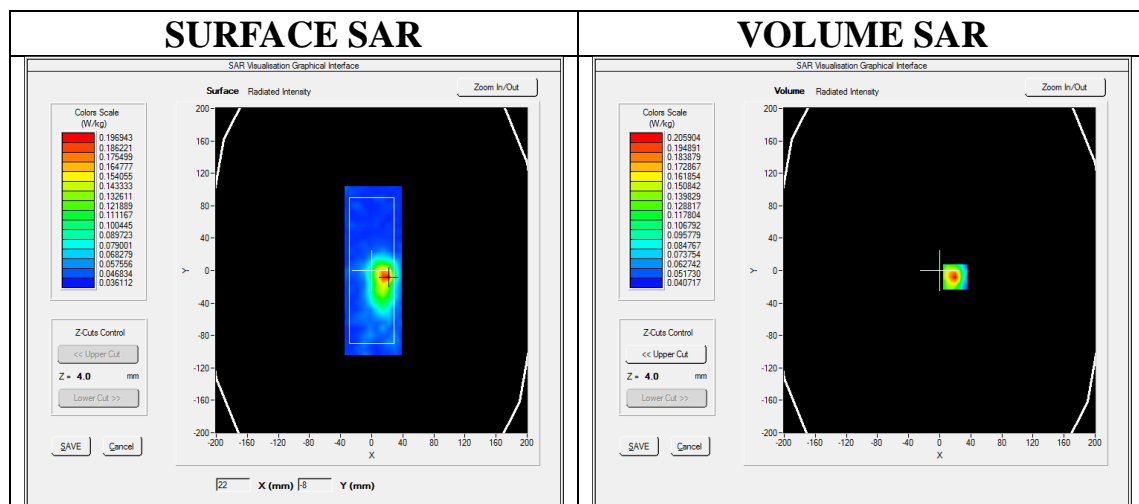 SURFACE SAR
SAR Visualisation Graphical Interface
Surface Radiated Intensity
Zoom In/Out
Colors Scale
(W/kg)
0.196943
0.186221
0.175499
0.164777
0.154055
0.143333
0.132611
0.121889
0.111167
0.100445
0.089723
0.079001
0.068279
0.057556
0.046834
0.036112
Z-Cuts Control
<< Upper Cut
Z = 4.0 mm
Lower Cut >>
SAVE Cancel
200
160
120
80
40
0
-40
-80
-120
-160
-200
Y
-200 -160 -120 -80 -40 0 40 80 120 160 200
X
22 X (mm) -8 Y (mm)
VOLUME SAR
SAR Visualisation Graphical Interface
Volume Radiated Intensity
Zoom In/Out
Colors Scale
(W/kg)
0.205904
0.194891
0.183879
0.172867
0.161854
0.150842
0.139829
0.128817
0.117804
0.106792
0.095779
0.084767
0.073754
0.062742
0.051730
0.040717
Z-Cuts Control
<< Upper Cut
Z = 4.0 mm
Lower Cut >>
SAVE Cancel
200
160
120
80
40
0
-40
-80
-120
-160
-200
Y
-200 -160 -120 -80 -40 0 40 80 120 160 200
X